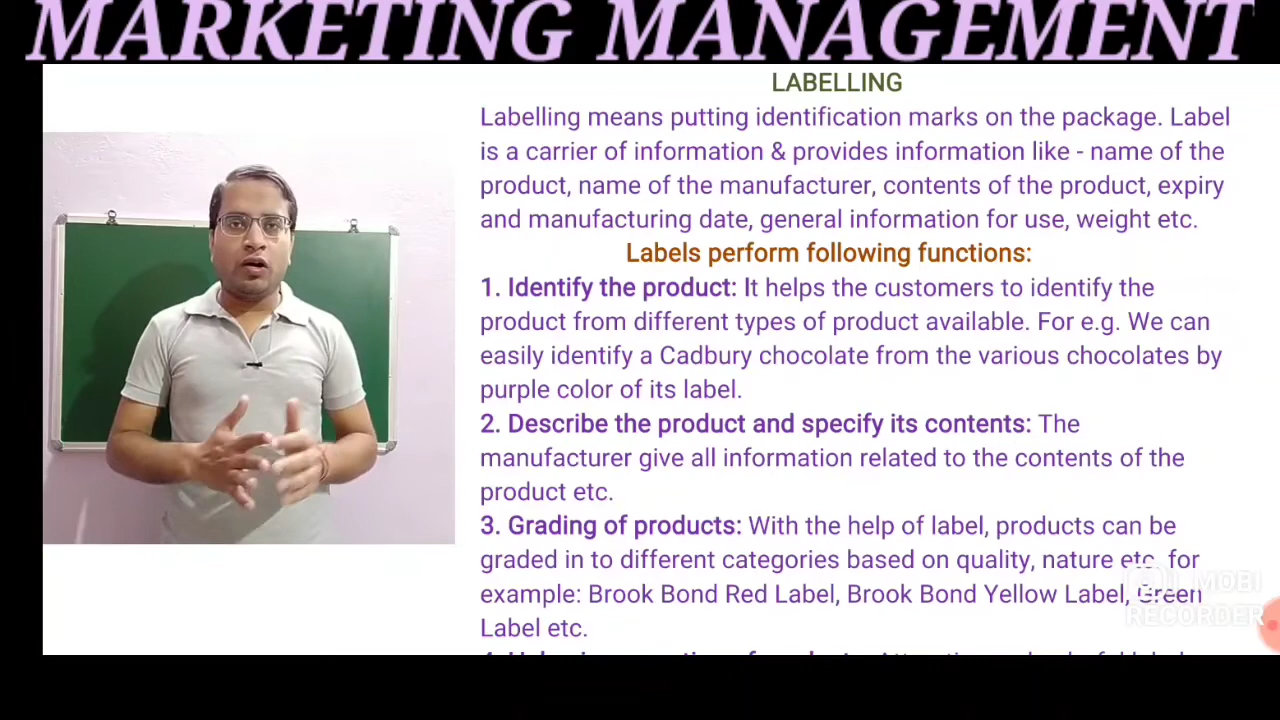 MARKETING MANAGEMENT
LABELLING
Labelling means putting identification marks on the package. Label
is a carrier of information & provides information like - name of the
product, name of the manufacturer, contents of the product, expiry
and manufacturing date, general information for use, weight etc.
Labels perform following functions:
1. Identify the product: It helps the customers to identify the
product from different types of product available. For e.g. We can
easily identify a Cadbury chocolate from the various chocolates by
purple color of its label.
2. Describe the product and specify its contents: The
manufacturer give all information related to the contents of the
product etc.
3. Grading of products: With the help of label, products can be
graded in to different categories based on quality, nature etc. for
example: Brook Bond Red Label, Brook Bond Yellow Label, Green
Label etc.
MOBI
RECORDER